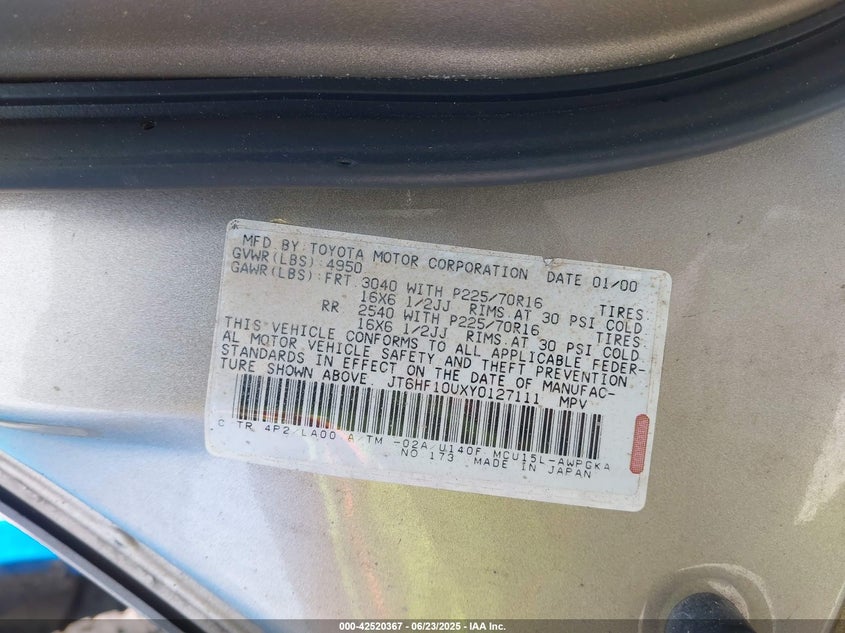 MFD BY:TOYOTA MOTOR CORPORATION DATE 01/00
GVWR(LBS):4950
GAWR(LBS):FRT 3040 WITH P225/70R16 TIRES
16X6 1/2JJ RIMS.AT 30 PSI COLD
RR 2540 WITH P225/70R16 TIRES
16X6 1/2JJ RIMS.AT 30 PSI COLD
THIS VEHICLE CONFORMS TO ALL APPLICABLE FEDER-
AL MOTOR VEHICLE SAFETY AND THEFT PREVENTION
STANDARDS IN EFFECT ON THE DATE OF MANUFAC-
TURE SHOWN ABOVE. JT6HF10UXY0127111 MPV
C/TR 4P2/LA00 A/TM -02A/U140F MCU15L-AWPGKA
NO 173 MADE IN JAPAN
000-42520367 - 06/23/2025 - IAA Inc.